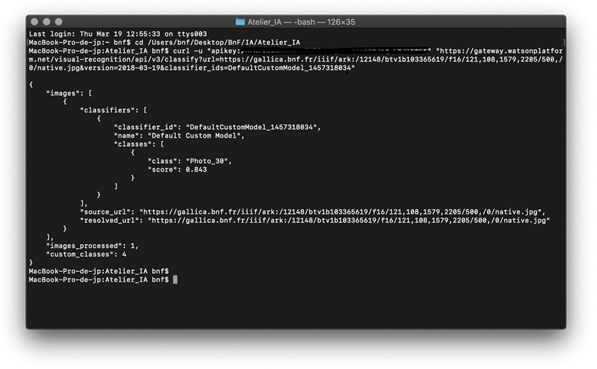 Atelier_IA — -bash — 126×35
Last login: Thu Mar 19 12:55:33 on ttys003
MacBook-Pro-de-jp:~ bnf$ cd /Users/bnf/Desktop/BnF/IA/Atelier_IA
MacBook-Pro-de-jp:Atelier_IA bnf$ curl -u "apikey: "https://gateway.watsonplatfor
m.net/visual-recognition/api/v3/classify?url=https://gallica.bnf.fr/iiif/ark:/12148/btv1b103365619/f16/121,108,1579,2205/500,/
0/native.jpg&version=2018-03-19&classifier_ids=DefaultCustomModel_1457318034"
{
"images": [
{
"classifiers": [
{
"classifier_id": "DefaultCustomModel_1457318034",
"name": "Default Custom Model",
"classes": [
{
"class": "Photo_30",
"score": 0.843
}
]
}
],
"source_url": "https://gallica.bnf.fr/iiif/ark:/12148/btv1b103365619/f16/121,108,1579,2205/500,/0/native.jpg",
"resolved_url": "https://gallica.bnf.fr/iiif/ark:/12148/btv1b103365619/f16/121,108,1579,2205/500,/0/native.jpg"
}
],
"images_processed": 1,
"custom_classes": 4
}
MacBook-Pro-de-jp:Atelier_IA bnf$
MacBook-Pro-de-jp:Atelier_IA bnf$